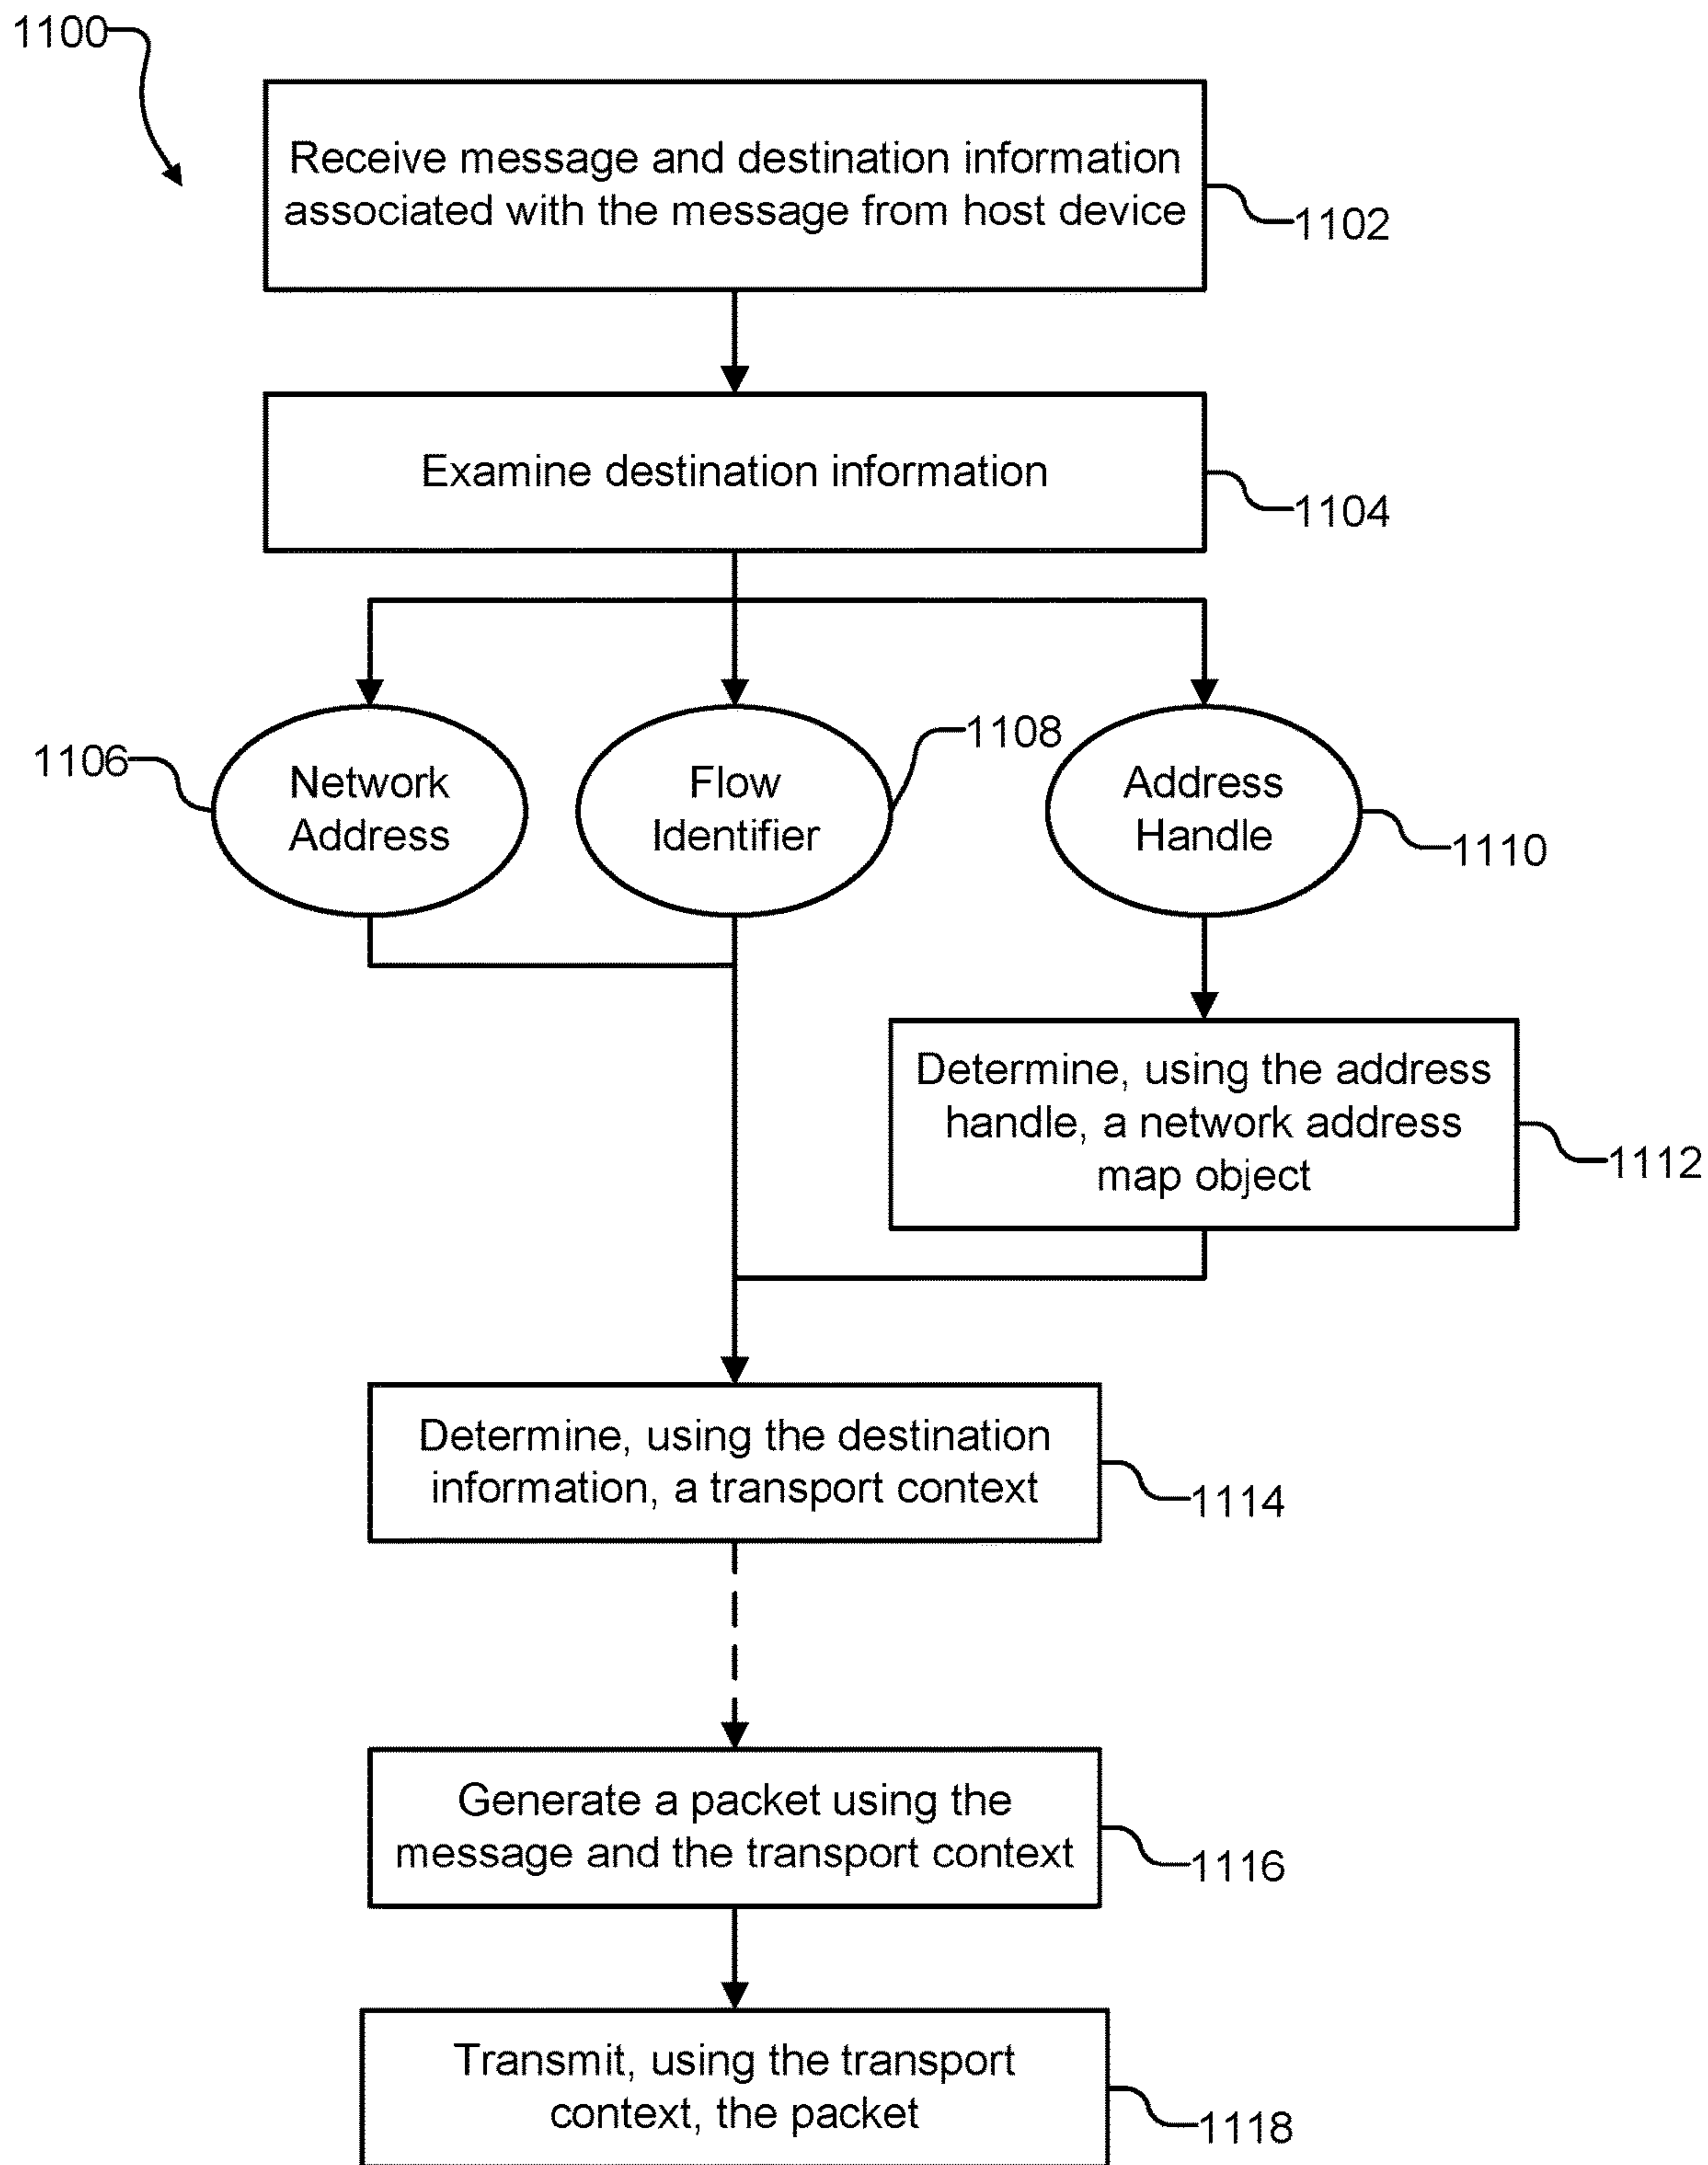 1100
Receive message and destination information
associated with the message from host device
1102
Examine destination information
1104
1106
Network
Address
Flow
Identifier
1108
Address
Handle
1110
Determine, using the address
handle, a network address
map object
1112
Determine, using the destination
information, a transport context
1114
Generate a packet using the
message and the transport context
1116
Transmit, using the transport
context, the packet
1118